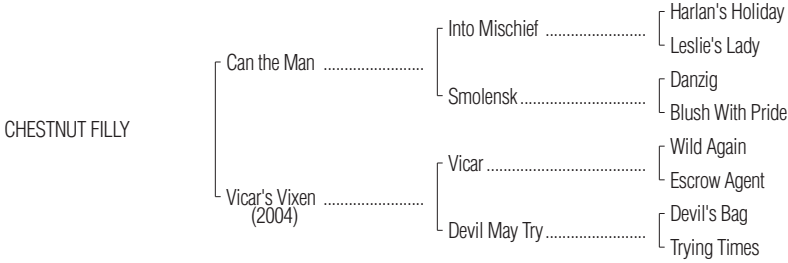 Harlan's Holiday
Into Mischief ........................
Leslie's Lady
Can the Man ........................
Danzig
Smolensk ..............................
Blush With Pride
CHESTNUT FILLY
Wild Again
Vicar ......................................
Escrow Agent
Vicar's Vixen ........................
(2004)
Devil's Bag
Devil May Try ........................
Trying Times